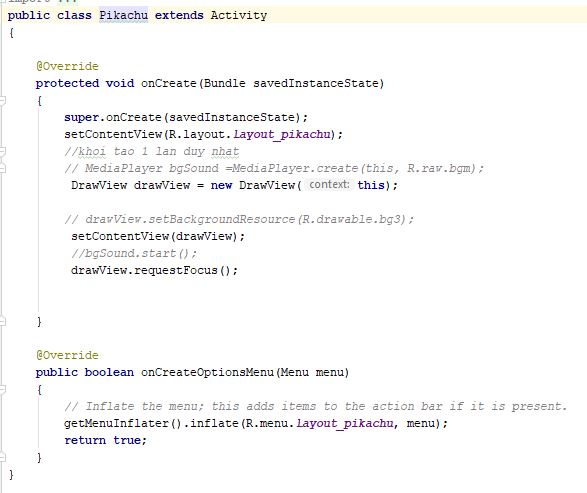 import ...
public class Pikachu extends Activity
{
@Override
protected void onCreate(Bundle savedInstanceState)
{
super.onCreate(savedInstanceState);
setContentView(R.layout.layout_pikachu);
//khoi tao 1 lan duy nhat
// MediaPlayer bgSound =MediaPlayer.create(this, R.raw.bgm);
DrawView drawView = new DrawView( context: this);
// drawView.setBackgroundResource(R.drawable.bg3);
setContentView(drawView);
//bgSound.start();
drawView.requestFocus();
}
@Override
public boolean onCreateOptionsMenu(Menu menu)
{
// Inflate the menu; this adds items to the action bar if it is present.
getMenuInflater().inflate(R.menu.layout_pikachu, menu);
return true;
}
}